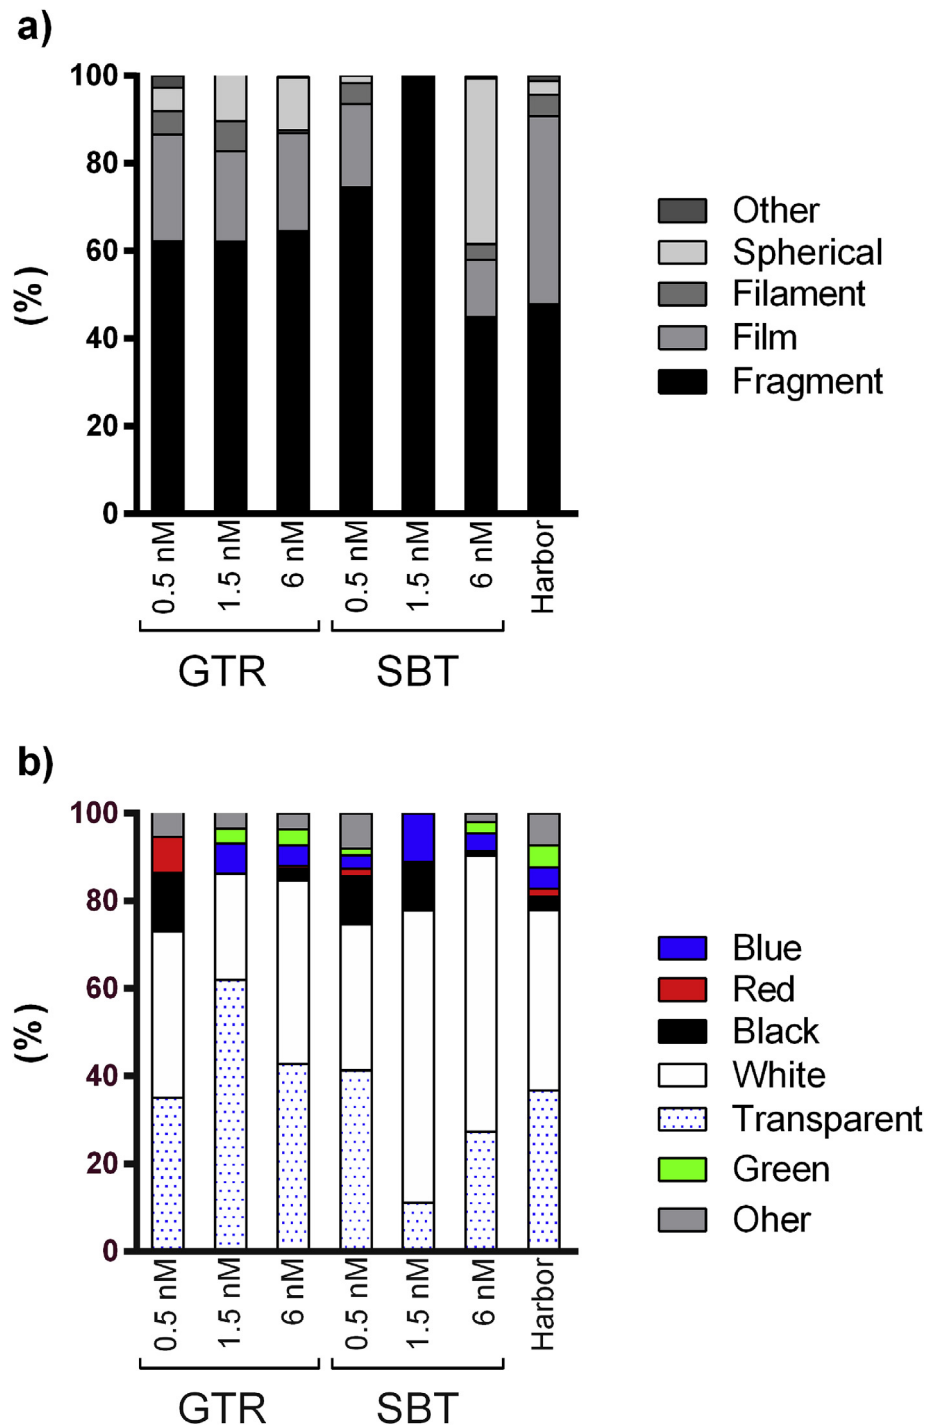 a)
100
80
60
40
20
0
(%)
0.5 nM
1.5 nM
6 nM
0.5 nM
1.5 nM
6 nM
Harbor
GTR
SBT
Other
Spherical
Filament
Film
Fragment
b)
100
80
60
40
20
0
(%)
0.5 nM
1.5 nM
6 nM
0.5 nM
1.5 nM
6 nM
Harbor
GTR
SBT
Blue
Red
Black
White
Transparent
Green
Oher